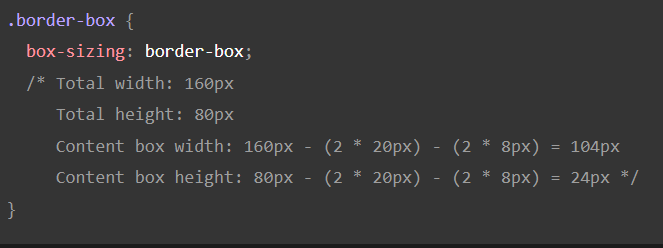 .border-box {
  box-sizing: border-box;
  /* Total width: 160px
     Total height: 80px
     Content box width: 160px - (2 * 20px) - (2 * 8px) = 104px
     Content box height: 80px - (2 * 20px) - (2 * 8px) = 24px */
}